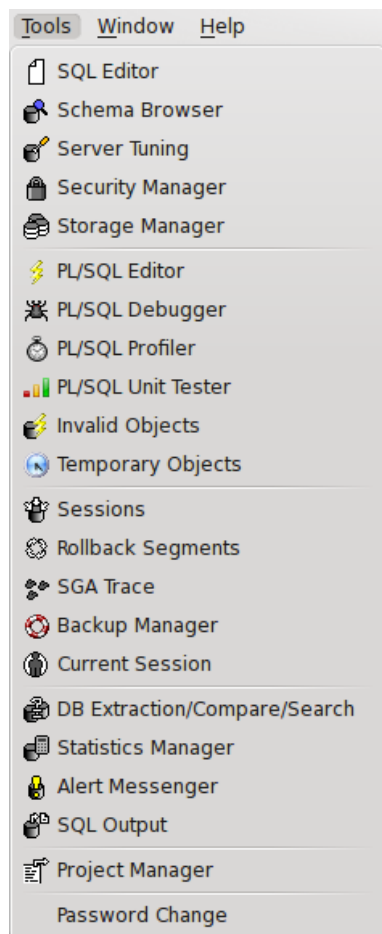 Tools Window Help
SQL Editor
Schema Browser
Server Tuning
Security Manager
Storage Manager
PL/SQL Editor
PL/SQL Debugger
PL/SQL Profiler
PL/SQL Unit Tester
Invalid Objects
Temporary Objects
Sessions
Rollback Segments
SGA Trace
Backup Manager
Current Session
DB Extraction/Compare/Search
Statistics Manager
Alert Messenger
SQL Output
Project Manager
Password Change